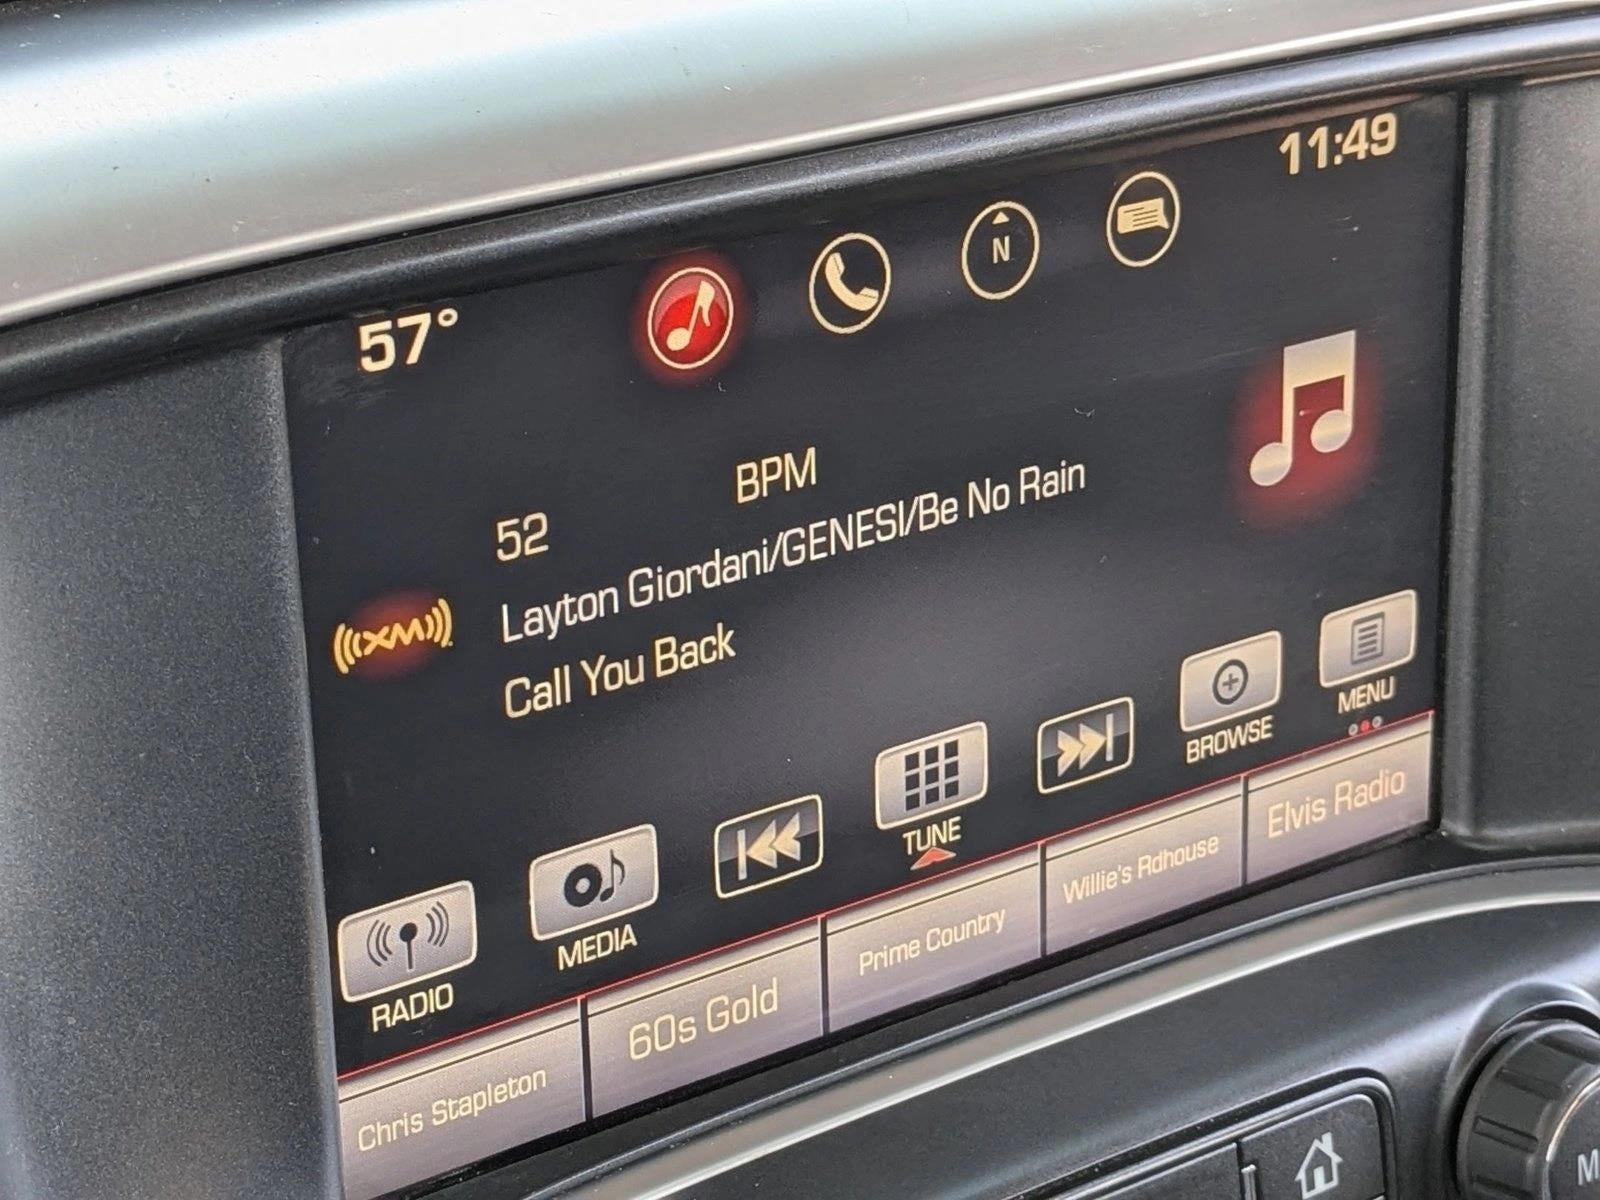 11:49
57°
N
BPM
52
Layton Giordani/GENESI/Be No Rain
Call You Back
((XM))
RADIO
MEDIA
TUNE
BROWSE
MENU
Chris Stapleton
60s Gold
Prime Country
Willie's Rdhouse
Elvis Radio